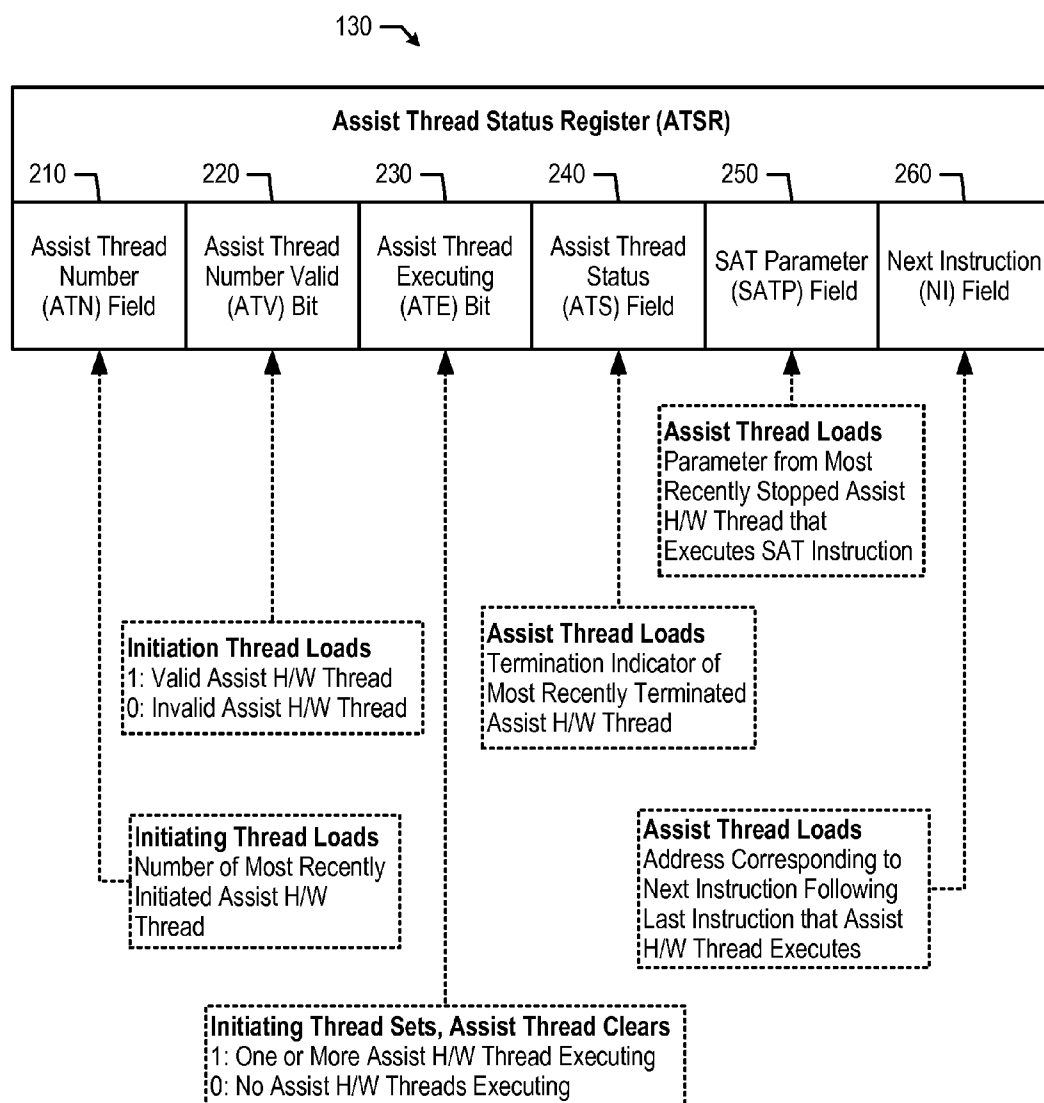 130
Assist Thread Status Register (ATSR)
210
220
230
240
250
260
Assist Thread
Number
(ATN) Field
Assist Thread
Number Valid
(ATV) Bit
Assist Thread
Executing
(ATE) Bit
Assist Thread
Status
(ATS) Field
SAT Parameter
(SATP) Field
Next Instruction
(NI) Field
Assist Thread Loads
Parameter from Most
Recently Stopped Assist
H/W Thread that
Executes SAT Instruction
Initiation Thread Loads
1: Valid Assist H/W Thread
0: Invalid Assist H/W Thread
Assist Thread Loads
Termination Indicator of
Most Recently Terminated
Assist H/W Thread
Initiating Thread Loads
Number of Most Recently
Initiated Assist H/W
Thread
Assist Thread Loads
Address Corresponding to
Next Instruction Following
Last Instruction that Assist
H/W Thread Executes
Initiating Thread Sets, Assist Thread Clears
1: One or More Assist H/W Thread Executing
0: No Assist H/W Threads Executing